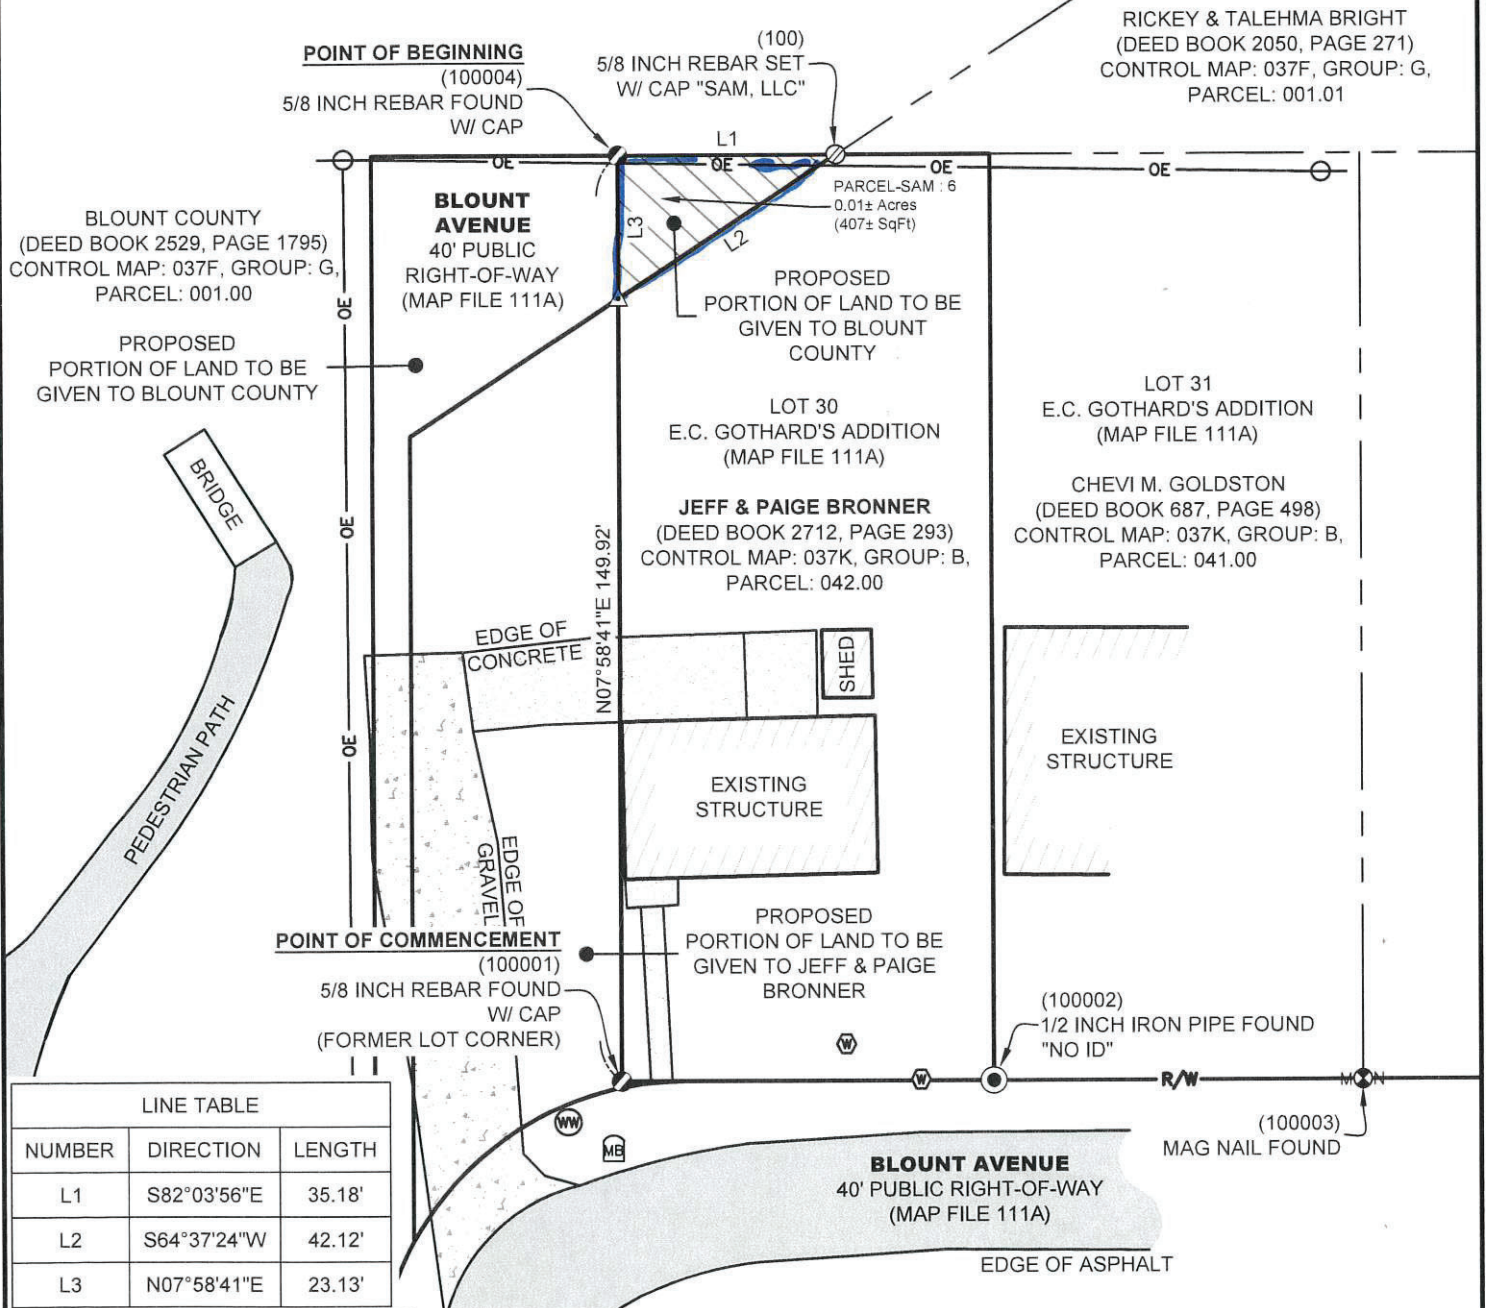 RICKEY & TALEHMA BRIGHT
(DEED BOOK 2050, PAGE 271)
CONTROL MAP: 037F, GROUP: G,
PARCEL: 001.01
(100)
5/8 INCH REBAR SET
W/ CAP "SAM, LLC"
POINT OF BEGINNING
(100004)
5/8 INCH REBAR FOUND
W/ CAP
L1
OE
OE
OE
OE
PARCEL-SAM : 6
0.01± Acres
(407± SqFt)
L3
L2
BLOUNT
AVENUE
40' PUBLIC
RIGHT-OF-WAY
(MAP FILE 111A)
BLOUNT COUNTY
(DEED BOOK 2529, PAGE 1795)
CONTROL MAP: 037F, GROUP: G,
PARCEL: 001.00
OE
PROPOSED
PORTION OF LAND TO BE
GIVEN TO BLOUNT
COUNTY
PROPOSED
PORTION OF LAND TO BE
GIVEN TO BLOUNT COUNTY
LOT 30
E.C. GOTHARD'S ADDITION
(MAP FILE 111A)
LOT 31
E.C. GOTHARD'S ADDITION
(MAP FILE 111A)
JEFF & PAIGE BRONNER
(DEED BOOK 2712, PAGE 293)
CONTROL MAP: 037K, GROUP: B,
PARCEL: 042.00
CHEVI M. GOLDSTON
(DEED BOOK 687, PAGE 498)
CONTROL MAP: 037K, GROUP: B,
PARCEL: 041.00
BRIDGE
OE
N07°58'41"E 149.92'
EDGE OF
CONCRETE
SHED
OE
PEDESTRIAN PATH
EXISTING
STRUCTURE
EXISTING
STRUCTURE
EDGE OF
GRAVEL
POINT OF COMMENCEMENT
(100001)
5/8 INCH REBAR FOUND
W/ CAP
(FORMER LOT CORNER)
PROPOSED
PORTION OF LAND TO BE
GIVEN TO JEFF & PAIGE
BRONNER
(100002)
1/2 INCH IRON PIPE FOUND
"NO ID"
W
W
R/W
M N
(100003)
MAG NAIL FOUND
WW
MB
BLOUNT AVENUE
40' PUBLIC RIGHT-OF-WAY
(MAP FILE 111A)
EDGE OF ASPHALT
LINE TABLE
NUMBER DIRECTION LENGTH
L1 S82°03'56"E 35.18'
L2 S64°37'24"W 42.12'
L3 N07°58'41"E 23.13'